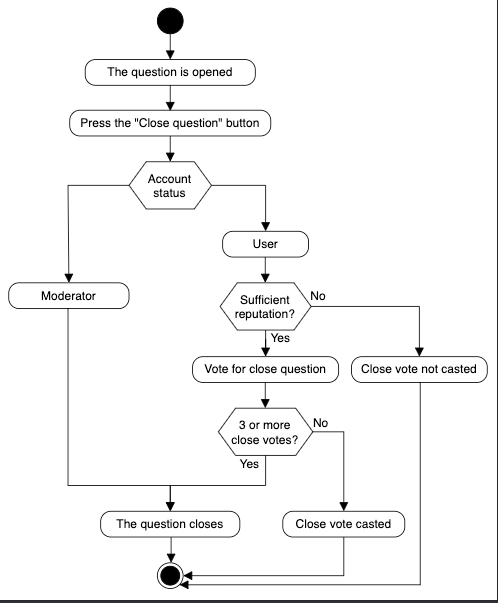 The question is opened
Press the "Close question" button
Account
status
User
Moderator
Sufficient
reputation?
No
Yes
Vote for close question
Close vote not casted
3 or more
close votes?
No
Yes
The question closes
Close vote casted